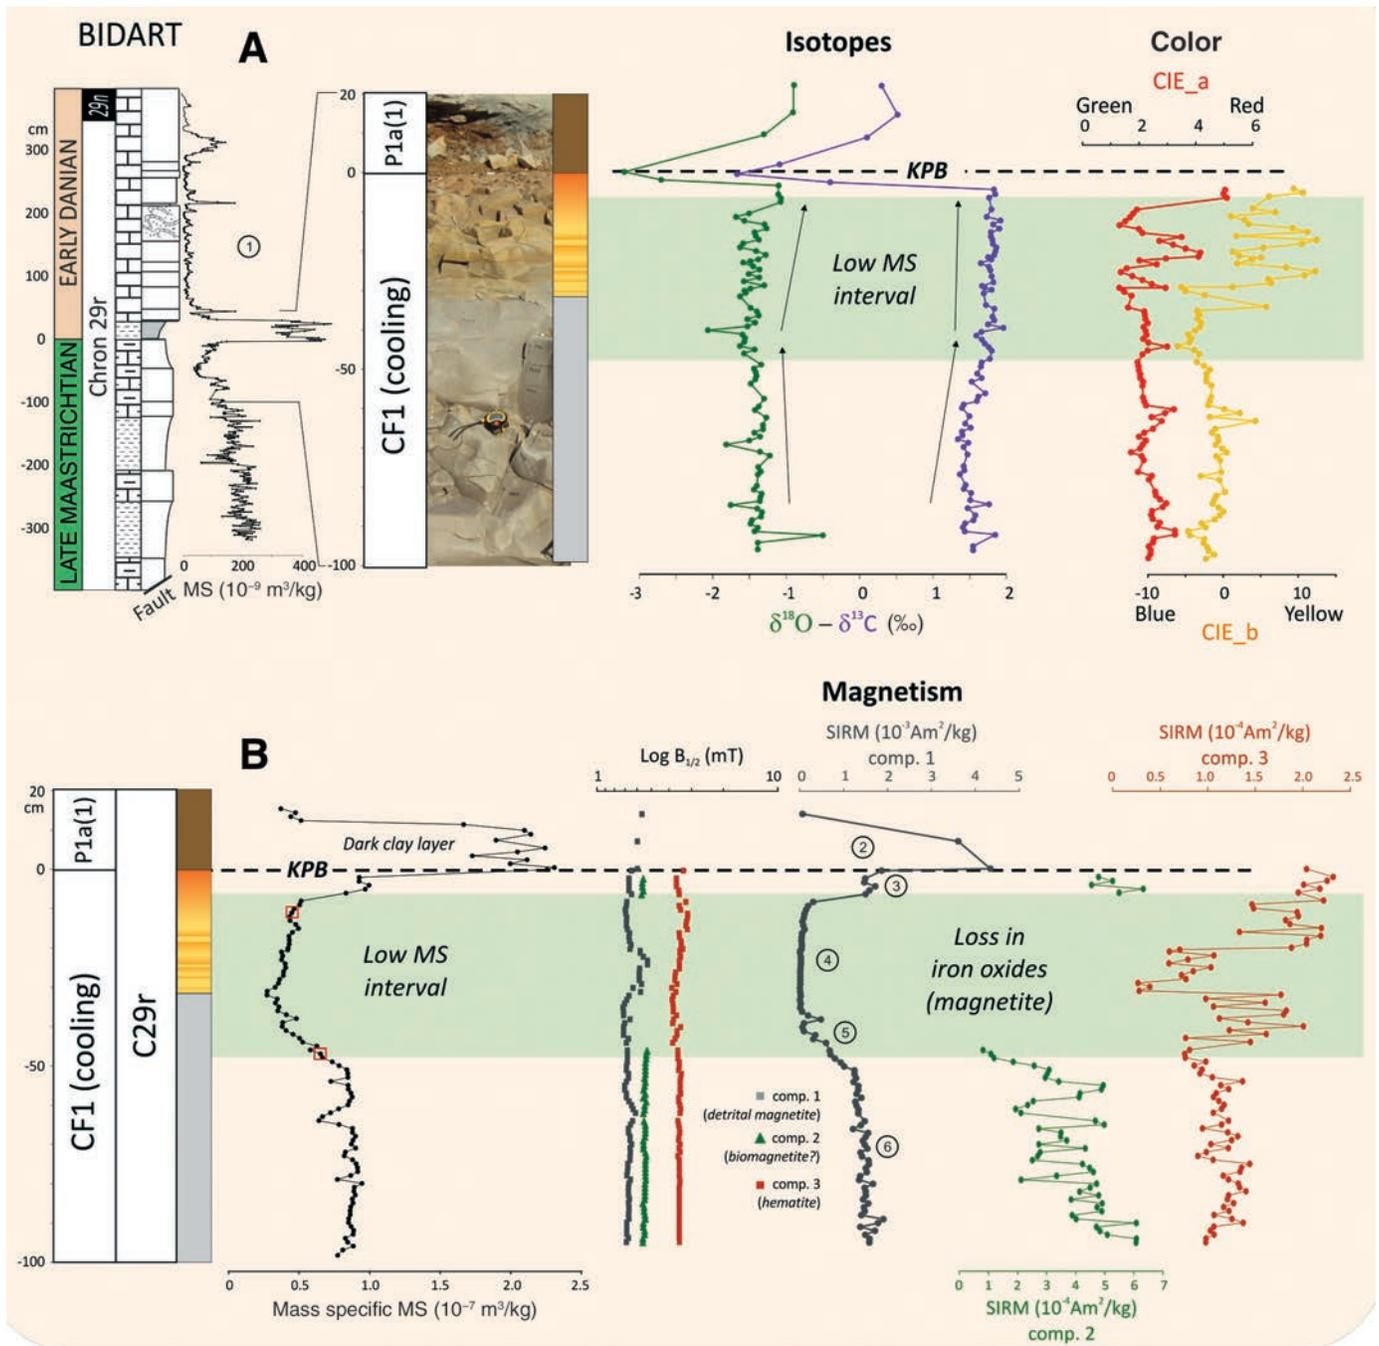 BIDART
A
Isotopes
Color
CIE_a
Green
Red
0 2 4 6
EARLY DANIAN
LATE MAASTRICHTIAN
29n
Chron 29r
cm
300
200
100
0
-100
-200
-300
1
0 200 400
MS (10⁻⁹ m³/kg)
Fault
20
0
-50
-100
P1a(1)
CF1 (cooling)
KPB
Low MS
interval
-3 -2 -1 0 1 2
δ¹⁸O – δ¹³C (‰)
-10 0 10
Blue
Yellow
CIE_b
Magnetism
B
Log B1/2 (mT)
1 10
SIRM (10⁻³Am²/kg)
comp. 1
0 1 2 3 4 5
SIRM (10⁻⁴Am²/kg)
comp. 3
0 0.5 1.0 1.5 2.0 2.5
20
cm
0
-50
-100
P1a(1)
CF1 (cooling)
C29r
Dark clay layer
KPB
2
3
Low MS
interval
4
Loss in
iron oxides
(magnetite)
5
comp. 1
(detrital magnetite)
comp. 2
(biomagnetite?)
comp. 3
(hematite)
6
0 0.5 1.0 1.5 2.0 2.5
Mass specific MS (10⁻⁷ m³/kg)
0 1 2 3 4 5 6 7
SIRM (10⁻⁴Am²/kg)
comp. 2